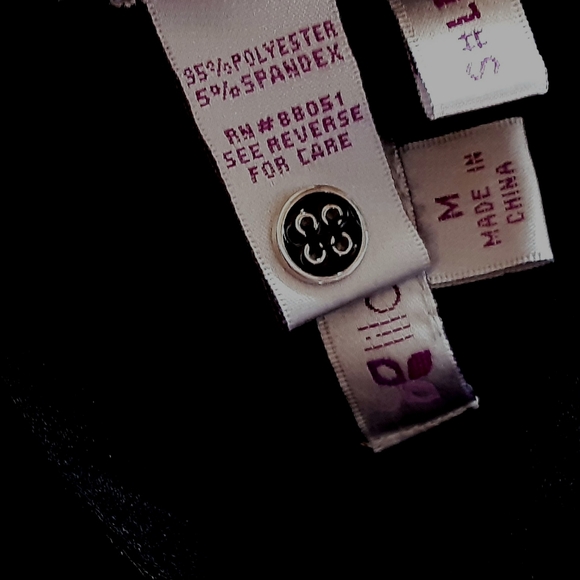 95%POLYESTER
5%SPANDEX
RN#88051
SEE REVERSE
FOR CARE
M
MADE IN
CHINA